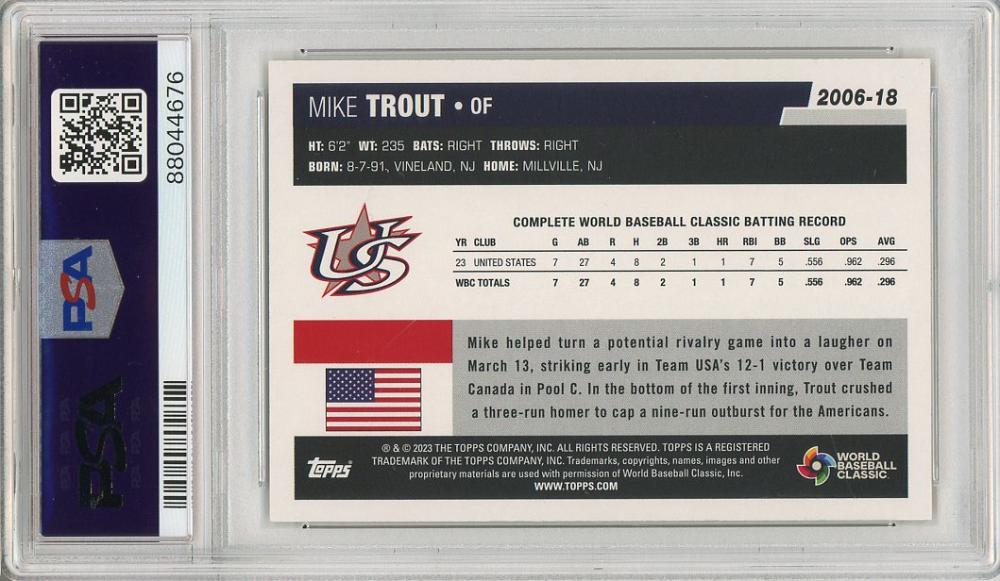 88044676
PSA
PSA
MIKE TROUT • OF
2006-18
HT: 6'2" WT: 235 BATS: RIGHT THROWS: RIGHT
BORN: 8-7-91, VINELAND, NJ HOME: MILLVILLE, NJ
US
COMPLETE WORLD BASEBALL CLASSIC BATTING RECORD
YR CLUB G AB R H 2B 3B HR RBI BB SLG OPS AVG
23 UNITED STATES 7 27 4 8 2 1 1 7 5 .556 .962 .296
WBC TOTALS 7 27 4 8 2 1 1 7 5 .556 .962 .296
Mike helped turn a potential rivalry game into a laugher on
March 13, striking early in Team USA's 12-1 victory over Team
Canada in Pool C. In the bottom of the first inning, Trout crushed
a three-run homer to cap a nine-run outburst for the Americans.
Topps
® & © 2023 THE TOPPS COMPANY, INC. ALL RIGHTS RESERVED. TOPPS IS A REGISTERED
TRADEMARK OF THE TOPPS COMPANY, INC. Trademarks, copyrights, names, images and other
proprietary materials are used with permission of World Baseball Classic, Inc.
WWW.TOPPS.COM
WORLD
BASEBALL
CLASSIC